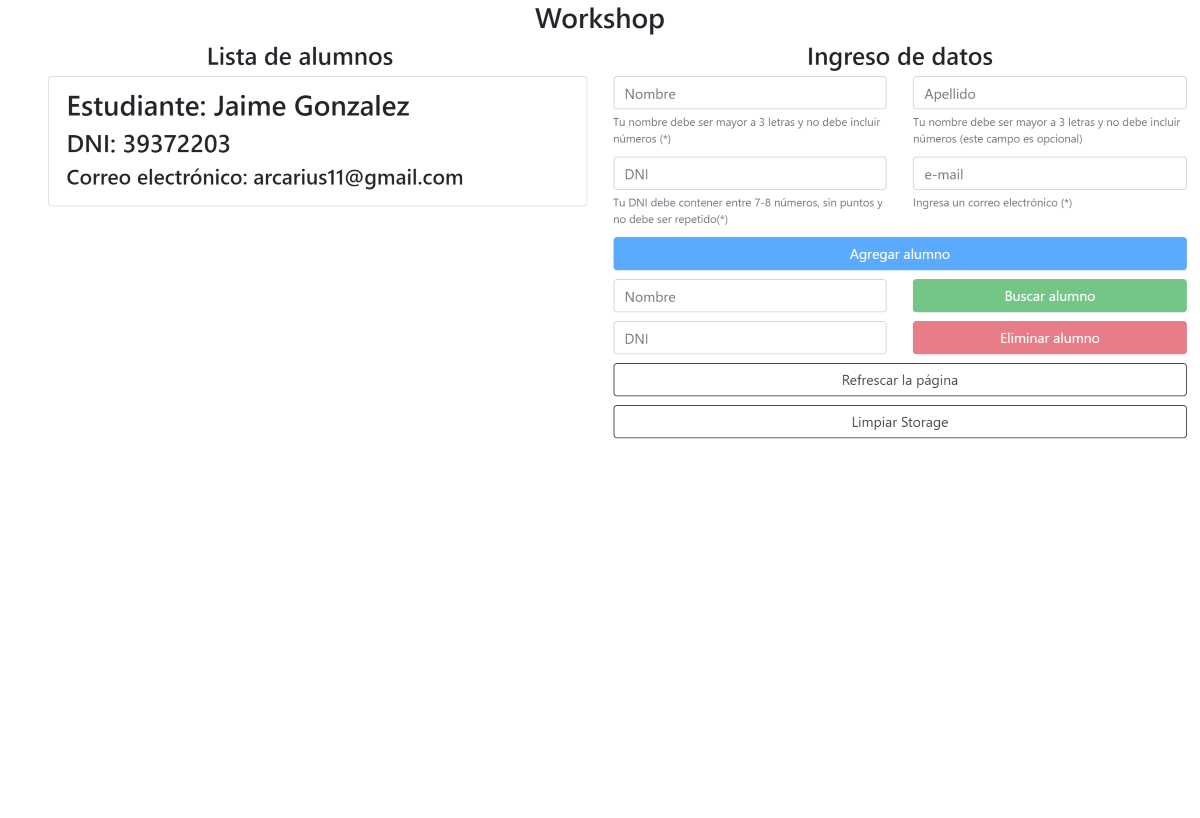 Workshop
Lista de alumnos
Estudiante: Jaime Gonzalez
DNI: 39372203
Correo electrónico: arcarius11@gmail.com
Ingreso de datos
Nombre
Apellido
Tu nombre debe ser mayor a 3 letras y no debe incluir
números (*)
Tu nombre debe ser mayor a 3 letras y no debe incluir
números (este campo es opcional)
DNI
e-mail
Tu DNI debe contener entre 7-8 números, sin puntos y
no debe ser repetido(*)
Ingresa un correo electrónico (*)
Agregar alumno
Nombre
Buscar alumno
DNI
Eliminar alumno
Refrescar la página
Limpiar Storage